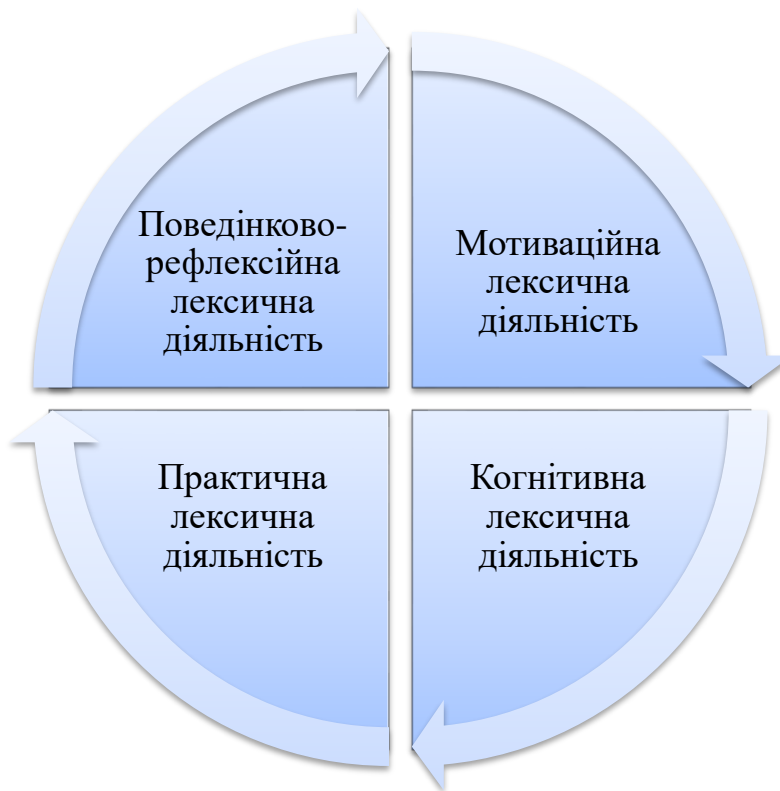 Поведінково-
рефлексійна
лексична
діяльність
Мотиваційна
лексична
діяльність
Практична
лексична
діяльність
Когнітивна
лексична
діяльність